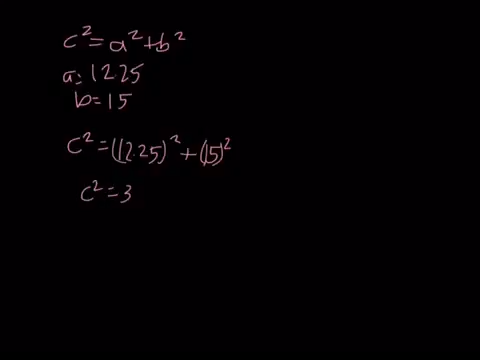 c² = a² + b²
a = 12.25
b = 15
c² = (12.25)² + (15)²
c² = 3